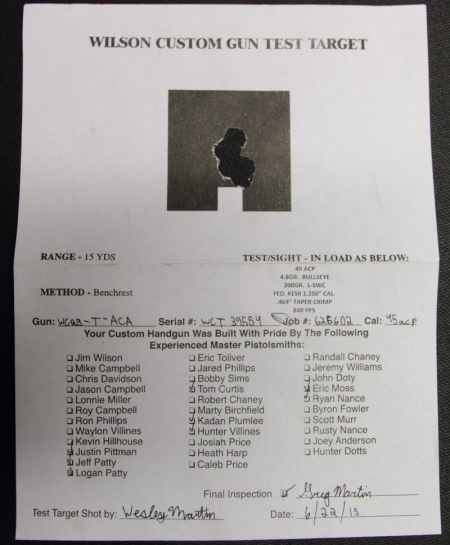 WILSON CUSTOM GUN TEST TARGET
RANGE - 15 YDS
TEST/SIGHT - IN LOAD AS BELOW:
.45 ACP
4.8GR. BULLSEYE
200GR. L-SWC
FED. #150 1.250" CAL.
.469" TAPER CRIMP
840 FPS
METHOD - Benchrest
Gun: WCGB-T-ACA Serial #: WCT 39554 Job #: 625602 Cal: 45acp
Your Custom Handgun Was Built With Pride By The Following
Experienced Master Pistolsmiths:
Jim Wilson
Mike Campbell
Chris Davidson
Jason Campbell
Lonnie Miller
Roy Campbell
Ron Phillips
Waylon Villines
Kevin Hillhouse
Justin Pittman
Jeff Patty
Logan Patty
Eric Toliver
Jared Phillips
Bobby Sims
Tom Curtis
Robert Chaney
Marty Birchfield
Kadan Plumlee
Hunter Villines
Josiah Price
Heath Harp
Caleb Price
Randall Chaney
Jeremy Williams
John Doty
Eric Moss
Ryan Nance
Byron Fowler
Scott Murr
Rusty Nance
Joey Anderson
Hunter Dotts
Final Inspection Greg Martin
Test Target Shot by: Wesley Martin Date: 6/22/15